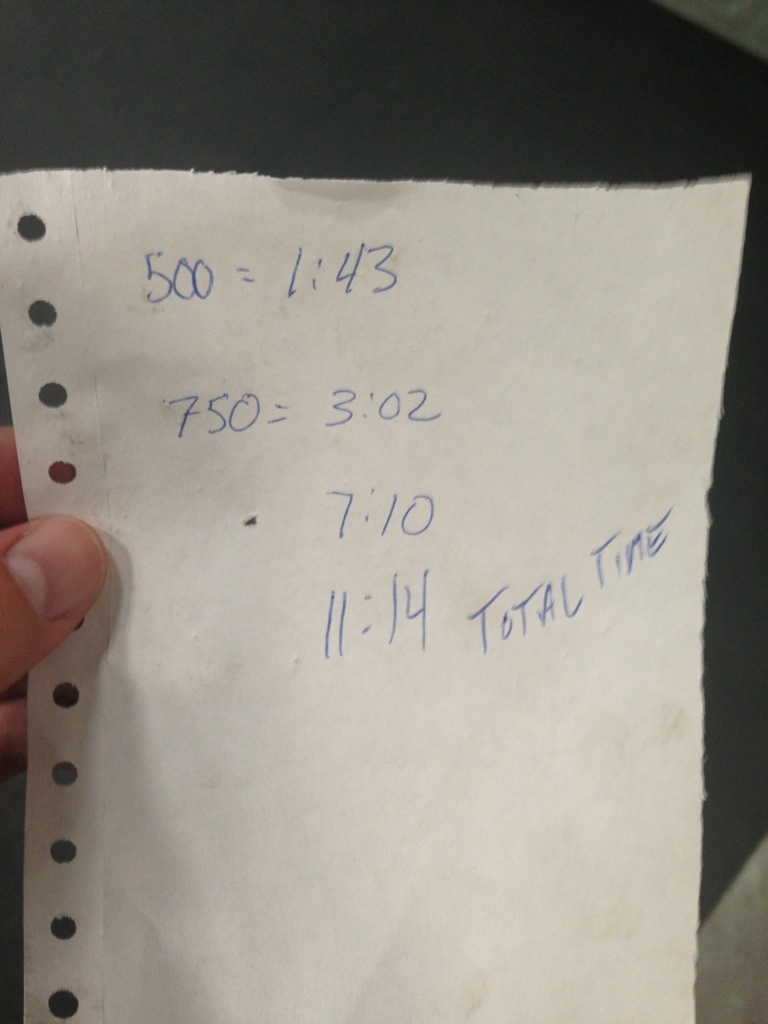 500 = 1:43
750 = 3:02
7:10
11:14 TOTAL TIME